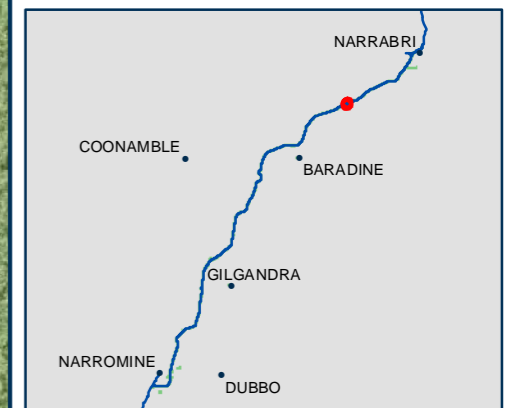 NARRABRI
COONAMBLE
BARADINE
GILGANDRA
NARROMINE
DUBBO